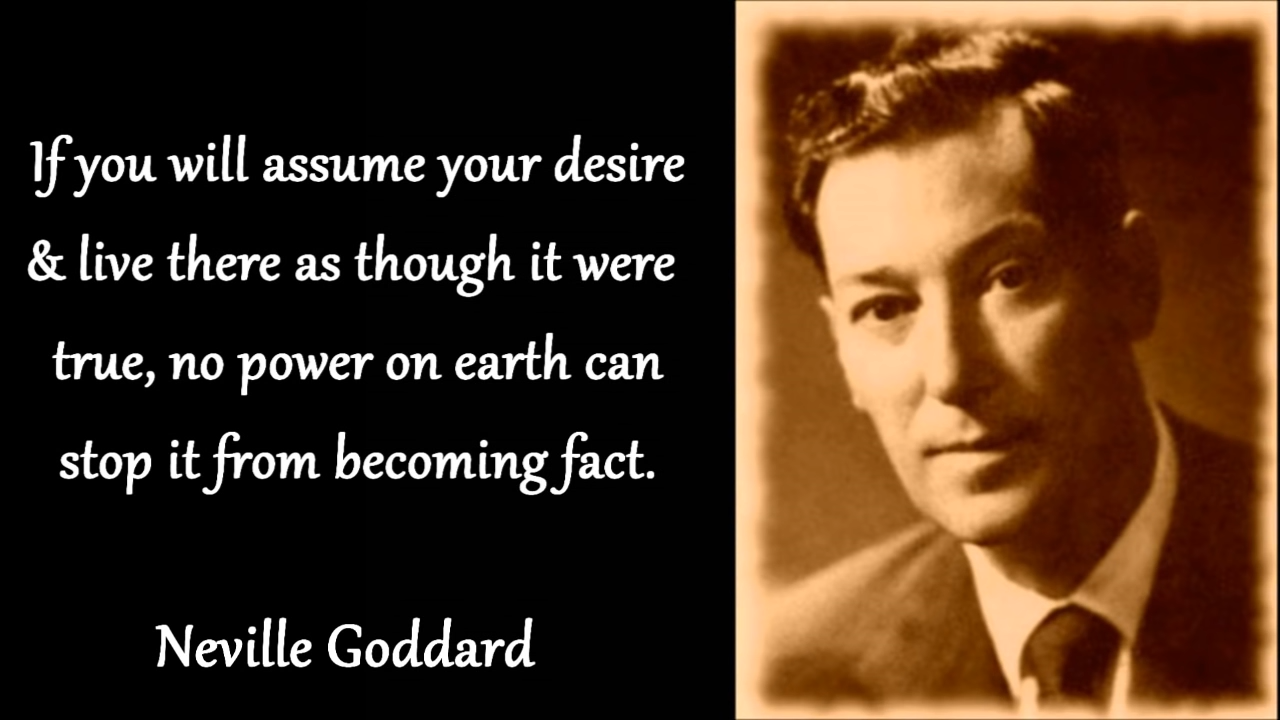 If you will assume your desire
& live there as though it were
true, no power on earth can
stop it from becoming fact.
Neville Goddard